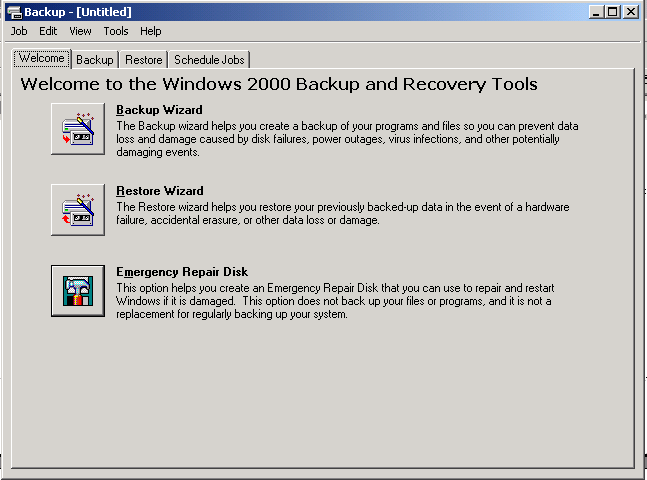 Backup - [Untitled]
Job Edit View Tools Help
Welcome Backup Restore Schedule Jobs
Welcome to the Windows 2000 Backup and Recovery Tools
Backup Wizard
The Backup wizard helps you create a backup of your programs and files so you can prevent data
loss and damage caused by disk failures, power outages, virus infections, and other potentially
damaging events.
Restore Wizard
The Restore wizard helps you restore your previously backed-up data in the event of a hardware
failure, accidental erasure, or other data loss or damage.
Emergency Repair Disk
This option helps you create an Emergency Repair Disk that you can use to repair and restart
Windows if it is damaged. This option does not back up your files or programs, and it is not a
replacement for regularly backing up your system.